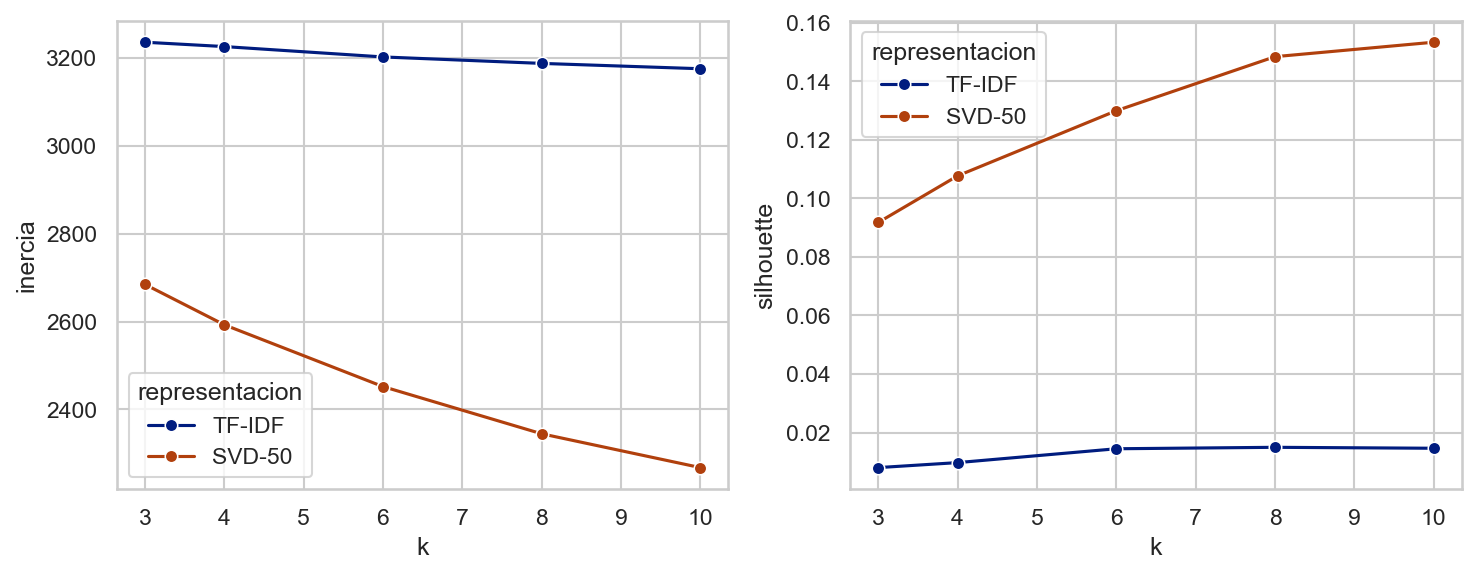 3200
3000
2800
2600
2400
inercia
representacion
TF-IDF
SVD-50
3 4 5 6 7 8 9 10
k
0.16
0.14
0.12
0.10
0.08
0.06
0.04
0.02
silhouette
representacion
TF-IDF
SVD-50
3 4 5 6 7 8 9 10
k